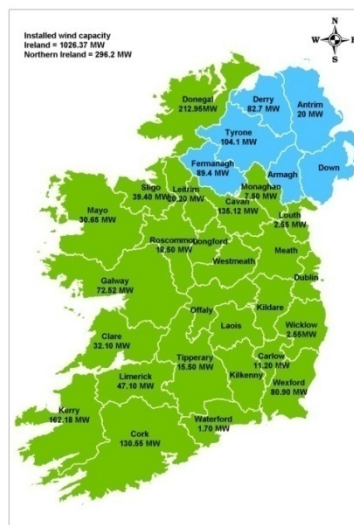 Installed wind capacity
Ireland = 1026.37 MW
Northern Ireland = 296.2 MW
N
W
E
S
Donegal
212.95MW
Derry
82.7 MW
Antrim
20 MW
Tyrone
104.1 MW
Fermanagh
89.4 MW
Armagh
Down
Sligo
39.40 MW
Leitrim
Monaghan
7.50 MW
Cavan
135.12 MW
Louth
2.55 MW
Mayo
30.65 MW
Roscommon
18.50 MW
Longford
Meath
Westmeath
Dublin
Galway
72.52 MW
Offaly
Kildare
Laois
Wicklow
2.55MW
Clare
32.10 MW
Tipperary
15.50 MW
Carlow
11.20 MW
Limerick
47.10 MW
Kilkenny
Wexford
80.90 MW
Kerry
162.18 MW
Waterford
1.70 MW
Cork
130.55 MW